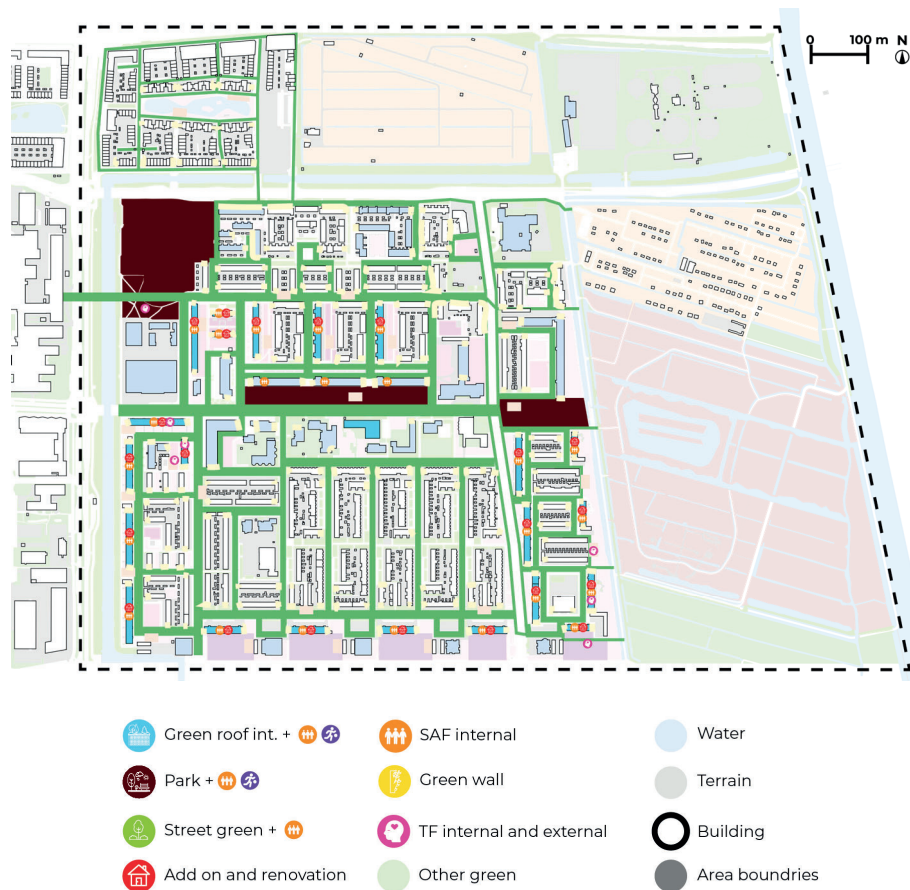 0 100 m N
Green roof int. +
SAF internal
Water
Park +
Green wall
Terrain
Street green +
TF internal and external
Building
Add on and renovation
Other green
Area boundries